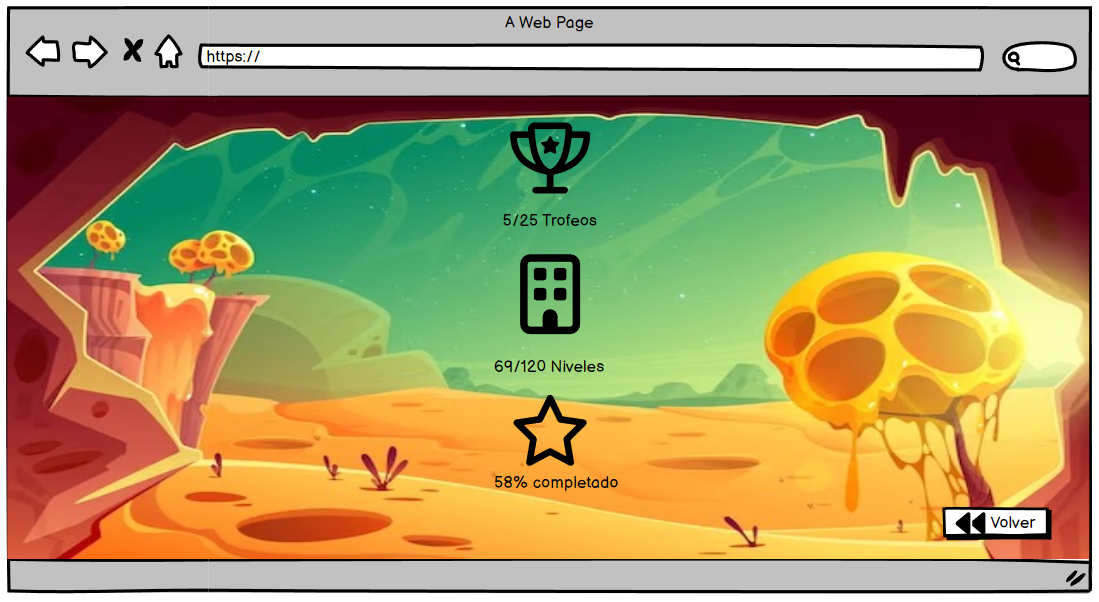 A Web Page
https://
5/25 Trofeos
69/120 Niveles
58% completado
Volver